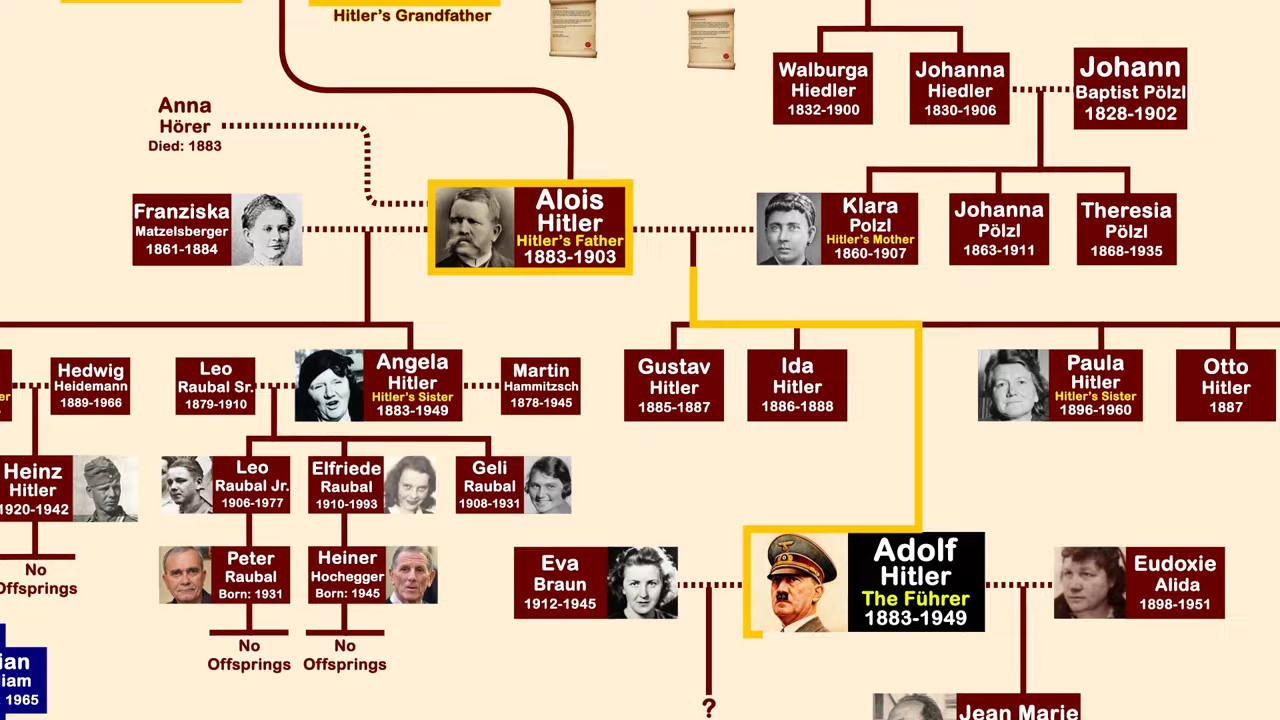 Hitler's Grandfather
Walburga
Hiedler
1832-1900
Johanna
Hiedler
1830-1906
Johann
Baptist Pölzl
1828-1902
Anna
Hörer
Died: 1883
Franziska
Matzelsberger
1861-1884
Alois
Hitler
Hitler's Father
1883-1903
Klara
Polzl
Hitler's Mother
1860-1907
Johanna
Pölzl
1863-1911
Theresia
Pölzl
1868-1935
Hedwig
Heidemann
1889-1966
Leo
Raubal Sr.
1879-1910
Angela
Hitler
Hitler's Sister
1883-1949
Martin
Hammitzsch
1878-1945
Gustav
Hitler
1885-1887
Ida
Hitler
1886-1888
Paula
Hitler
Hitler's Sister
1896-1960
Otto
Hitler
1887
Heinz
Hitler
1920-1942
Leo
Raubal Jr.
1906-1977
Elfriede
Raubal
1910-1993
Geli
Raubal
1908-1931
No
Offsprings
Peter
Raubal
Born: 1931
Heiner
Hochegger
Born: 1945
No
Offsprings
No
Offsprings
Eva
Braun
1912-1945
Adolf
Hitler
The Führer
1883-1949
Eudoxie
Alida
1898-1951
ian
iam
: 1965
?
Jean Marie